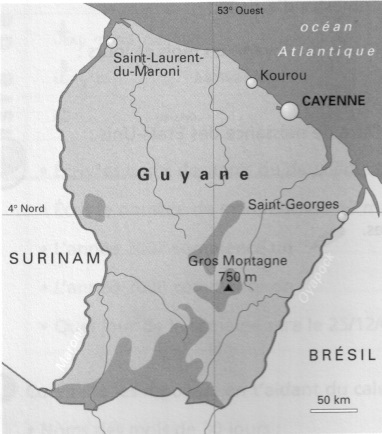 53° Ouest
océan
Atlantique
Saint-Laurent-
du-Maroni
Kourou
CAYENNE
Guyane
4° Nord
Saint-Georges
SURINAM
Gros Montagne
750 m
Oyapock
BRÉSIL
50 km